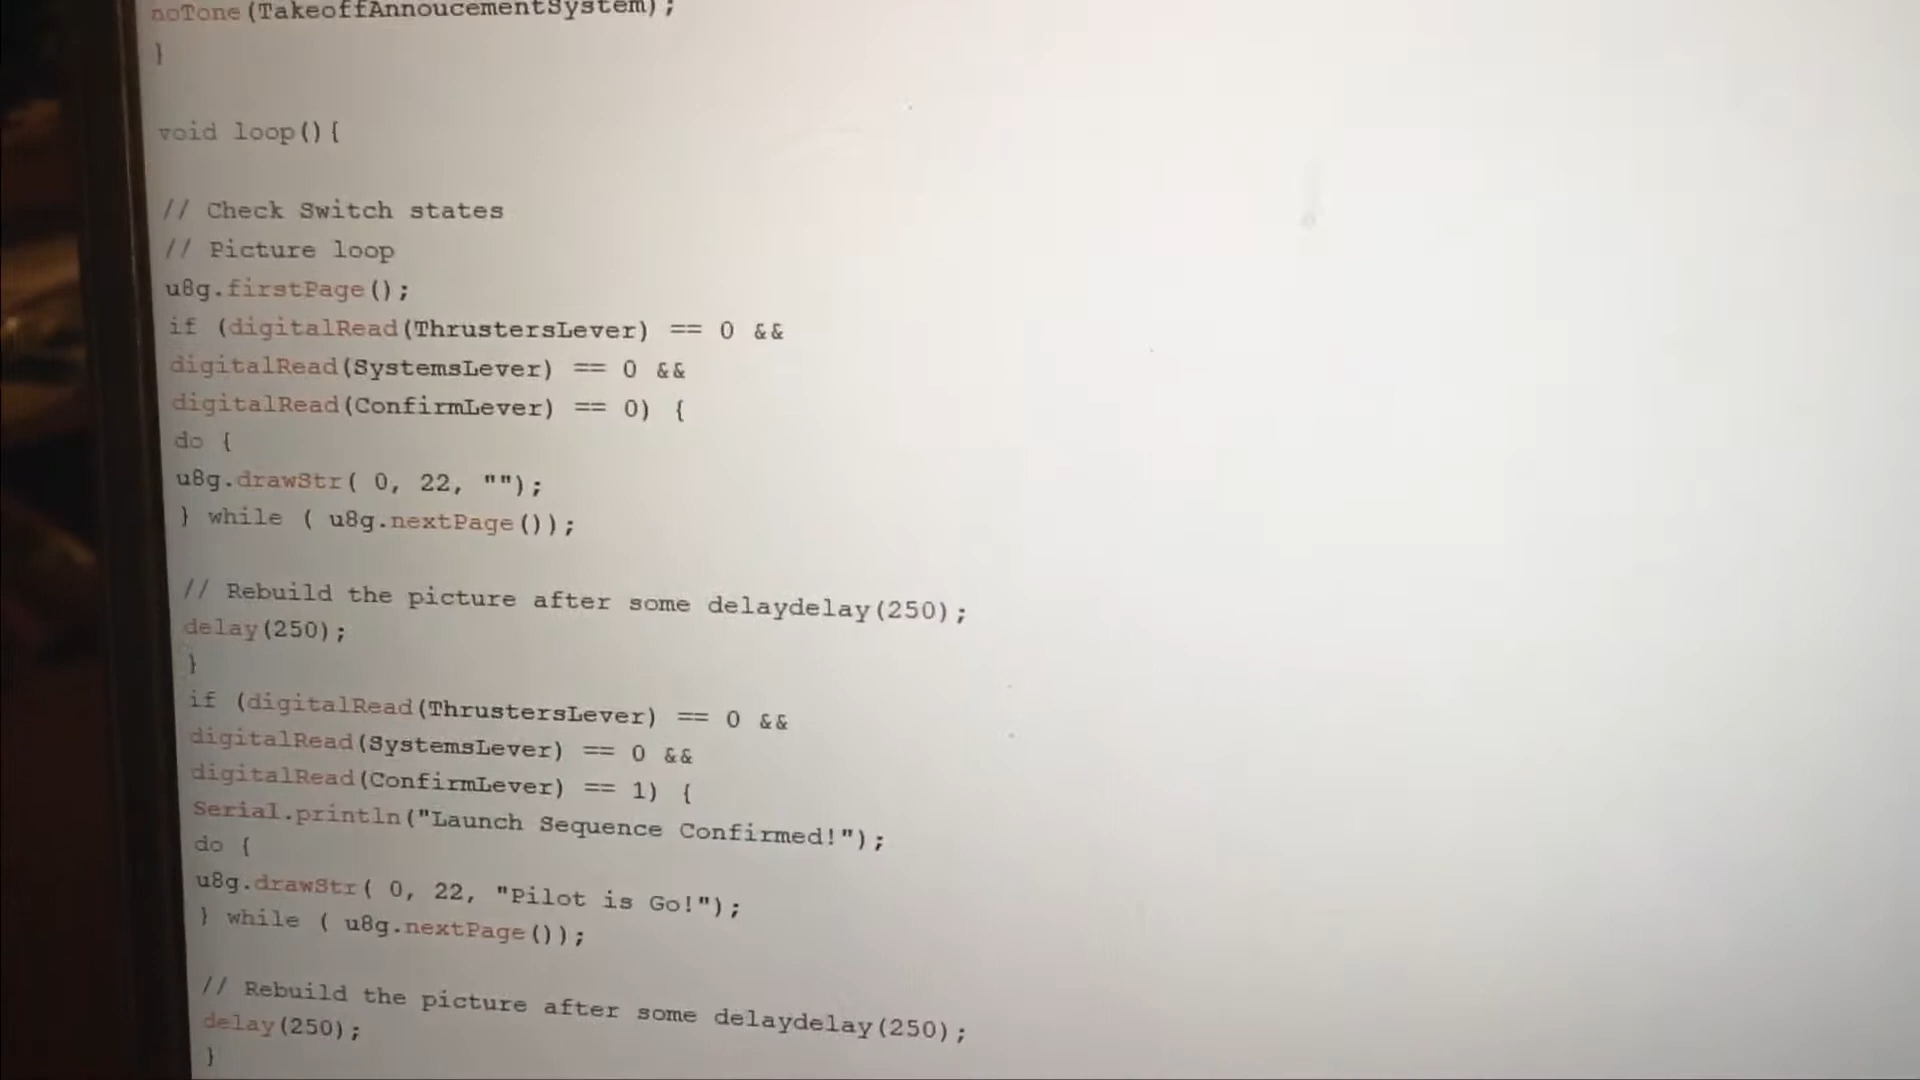 noTone(TakeoffAnnoucementSystem);
}
void loop(){
// Check Switch states
// Picture loop
u8g.firstPage();
if (digitalRead(ThrustersLever) == 0 &&
digitalRead(SystemsLever) == 0 &&
digitalRead(ConfirmLever) == 0) {
do {
u8g.drawStr( 0, 22, "");
} while ( u8g.nextPage());
// Rebuild the picture after some delaydelay(250);
delay(250);
}
if (digitalRead(ThrustersLever) == 0 &&
digitalRead(SystemsLever) == 0 &&
digitalRead(ConfirmLever) == 1) {
Serial.println("Launch Sequence Confirmed!");
do {
u8g.drawStr( 0, 22, "Pilot is Go!");
} while ( u8g.nextPage());
// Rebuild the picture after some delaydelay(250);
delay(250);
}